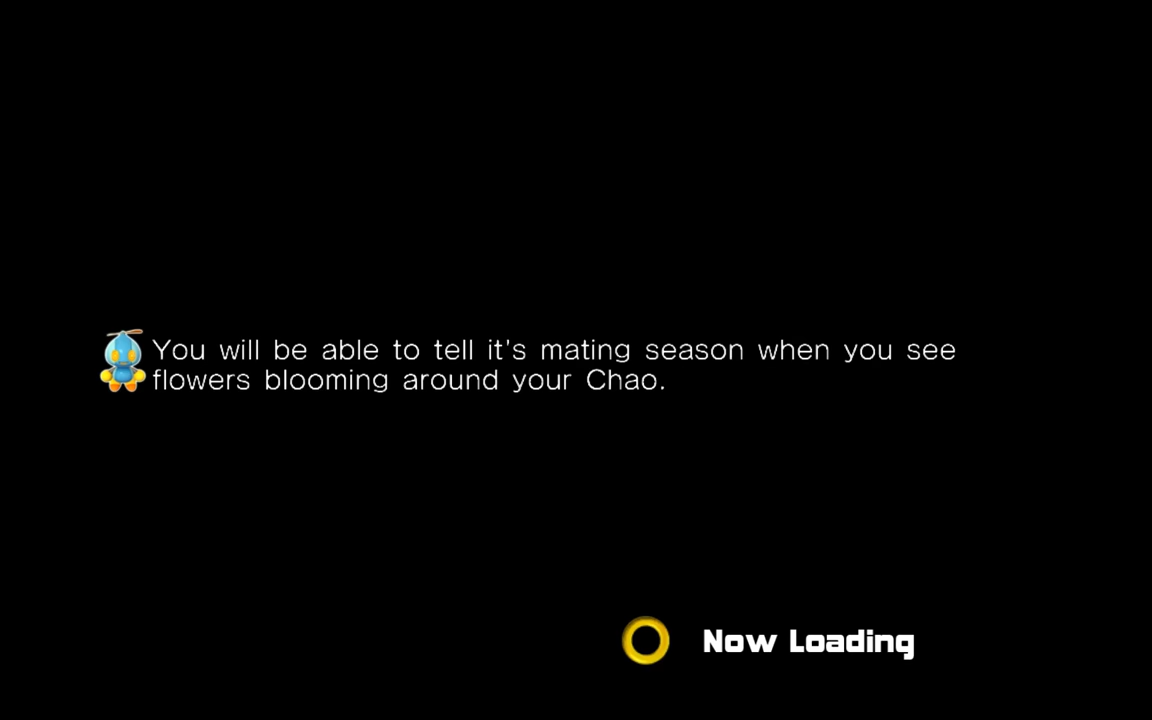 You will be able to tell it's mating season when you see
flowers blooming around your Chao.
Now Loading